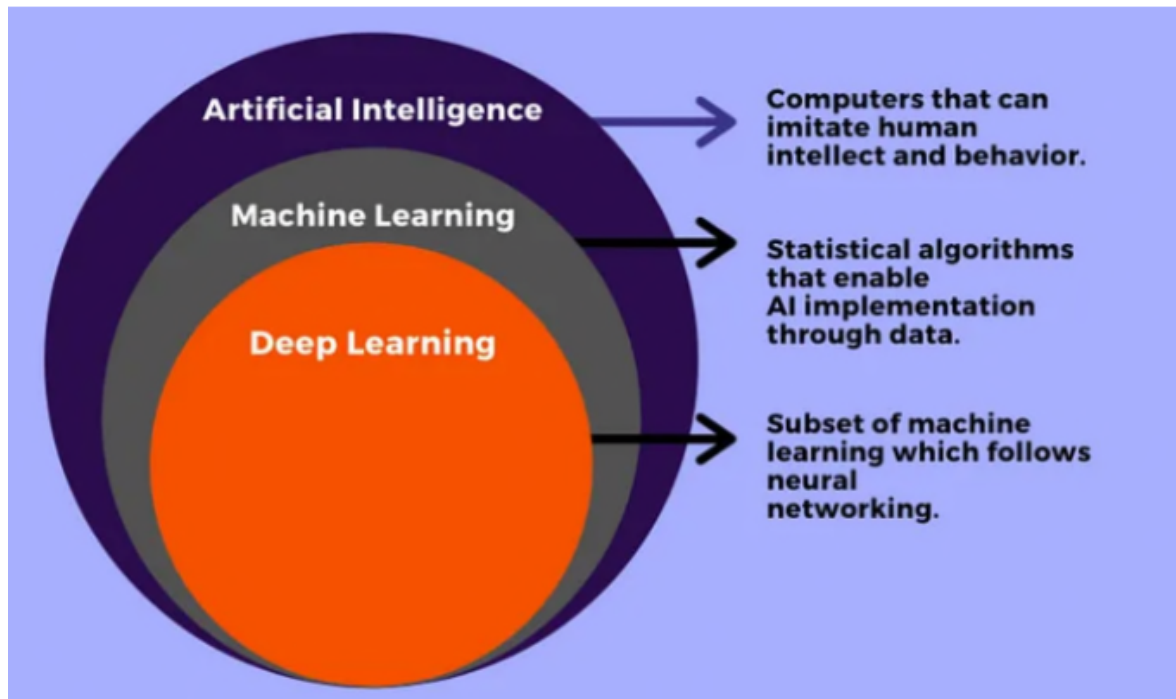 Artificial Intelligence
Computers that can
imitate human
intellect and behavior.
Machine Learning
Statistical algorithms
that enable
AI implementation
through data.
Deep Learning
Subset of machine
learning which follows
neural
networking.